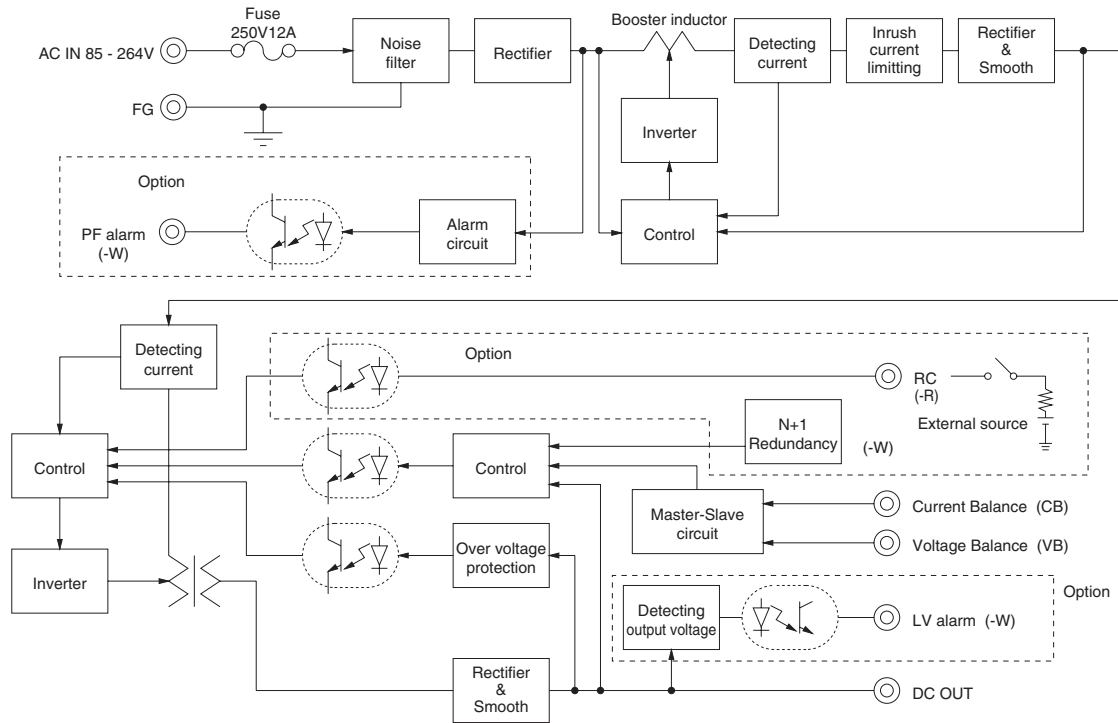 Fuse
250V12A
AC IN 85 - 264V
Noise
filter
Rectifier
Booster inductor
Detecting
current
Inrush
current
limitting
Rectifier
&
Smooth
FG
Inverter
Option
PF alarm
(-W)
Alarm
circuit
Control
Detecting
current
Option
RC
(-R)
External source
N+1
Redundancy
(-W)
Control
Control
Master-Slave
circuit
Current Balance (CB)
Voltage Balance (VB)
Inverter
Over voltage
protection
Option
Detecting
output voltage
LV alarm (-W)
Rectifier
&
Smooth
DC OUT